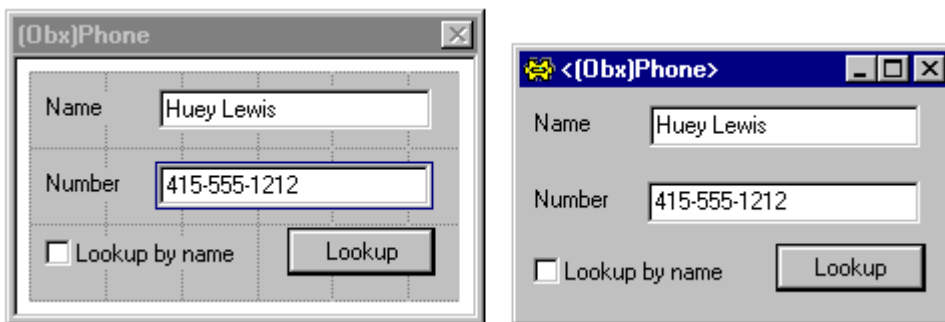 (Obx)Phone
Name Huey Lewis
Number 415-555-1212
Lookup by name Lookup
<(Obx)Phone>
Name Huey Lewis
Number 415-555-1212
Lookup by name Lookup